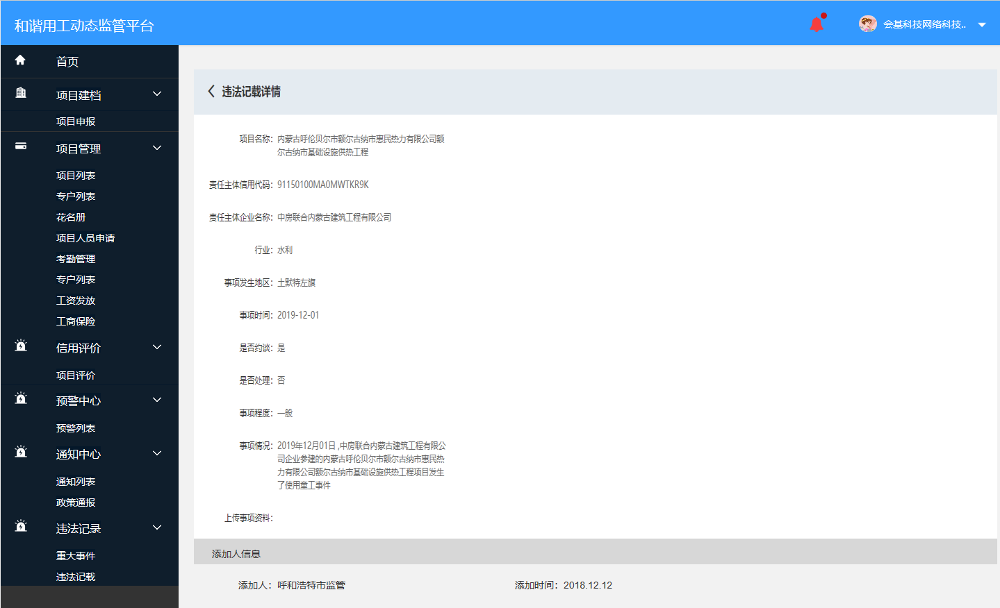 和谐用工动态监管平台
会基科技网络科技..
首页
项目建档
项目申报
项目管理
项目列表
专户列表
花名册
项目人员申请
考勤管理
专户列表
工资发放
工商保险
信用评价
项目评价
预警中心
预警列表
通知中心
通知列表
政策通报
违法记录
重大事件
违法记载
违法记载详情
项目名称：内蒙古呼伦贝尔市额尔古纳市惠民热力有限公司额
尔古纳市基础设施供热工程
责任主体信用代码：91150100MA0MWTKR9K
责任主体企业名称：中房联合内蒙古建筑工程有限公司
行业：水利
事项发生地区：土默特左旗
事项时间：2019-12-01
是否约谈：是
是否处理：否
事项程度：一般
事项情况：2019年12月01日 ,中房联合内蒙古建筑工程有限公
司企业参建的内蒙古呼伦贝尔市额尔古纳市惠民热
力有限公司额尔古纳市基础设施供热工程项目发生
了使用童工事件
上传事项资料：
添加人信息
添加人：呼和浩特市监管
添加时间：2018.12.12